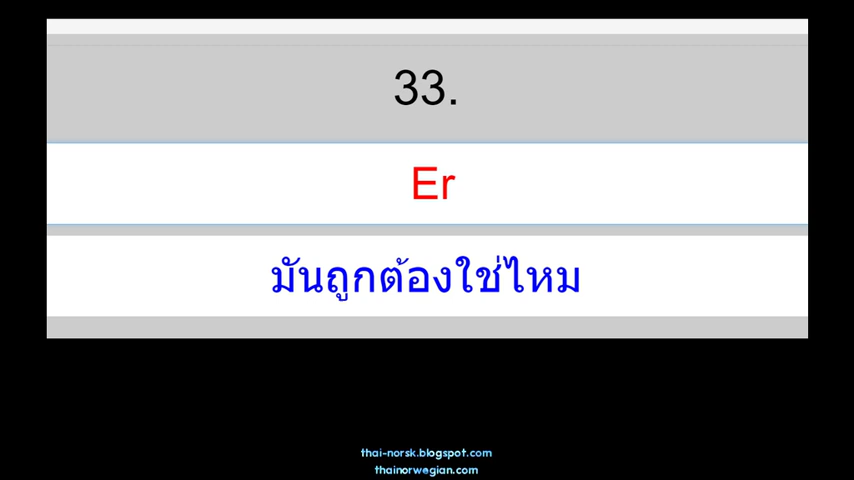 33.
Er
มันถูกต้องใช่ไหม
thai-norsk.blogspot.com
thainorwegian.com